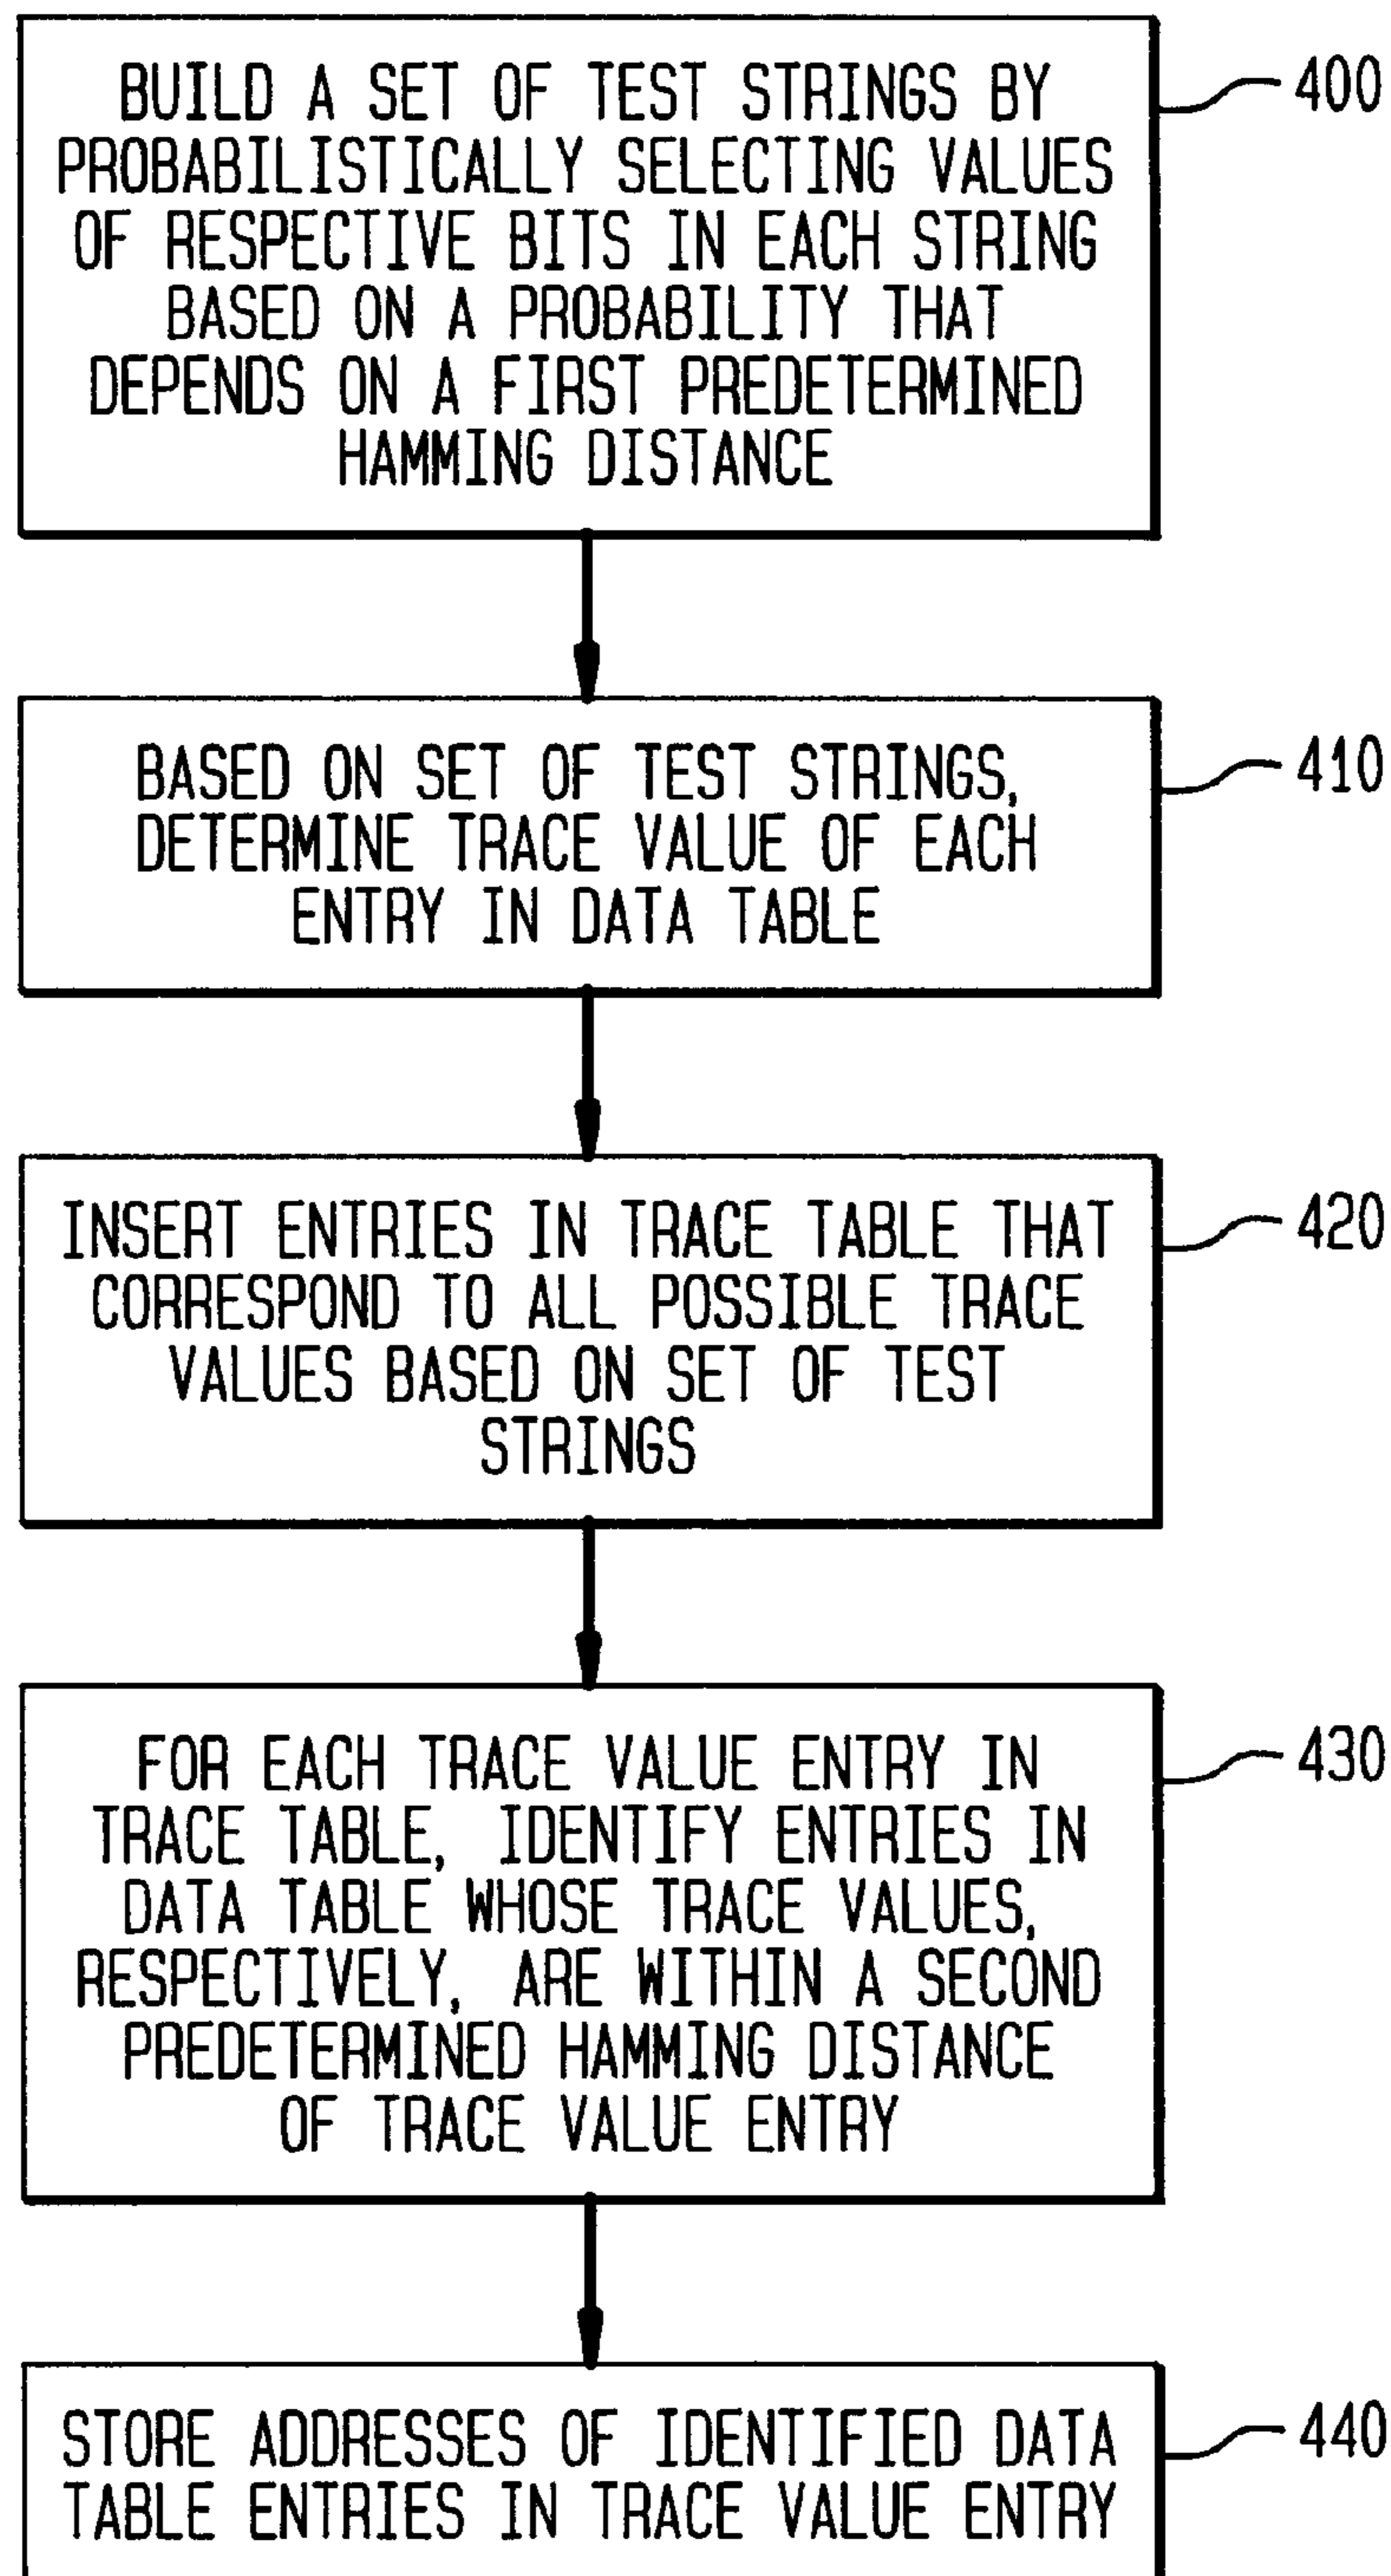 BUILD A SET OF TEST STRINGS BY
PROBABILISTICALLY SELECTING VALUES
OF RESPECTIVE BITS IN EACH STRING
BASED ON A PROBABILITY THAT
DEPENDS ON A FIRST PREDETERMINED
HAMMING DISTANCE
400
BASED ON SET OF TEST STRINGS,
DETERMINE TRACE VALUE OF EACH
ENTRY IN DATA TABLE
410
INSERT ENTRIES IN TRACE TABLE THAT
CORRESPOND TO ALL POSSIBLE TRACE
VALUES BASED ON SET OF TEST
STRINGS
420
FOR EACH TRACE VALUE ENTRY IN
TRACE TABLE, IDENTIFY ENTRIES IN
DATA TABLE WHOSE TRACE VALUES,
RESPECTIVELY, ARE WITHIN A SECOND
PREDETERMINED HAMMING DISTANCE
OF TRACE VALUE ENTRY
430
STORE ADDRESSES OF IDENTIFIED DATA
TABLE ENTRIES IN TRACE VALUE ENTRY
440